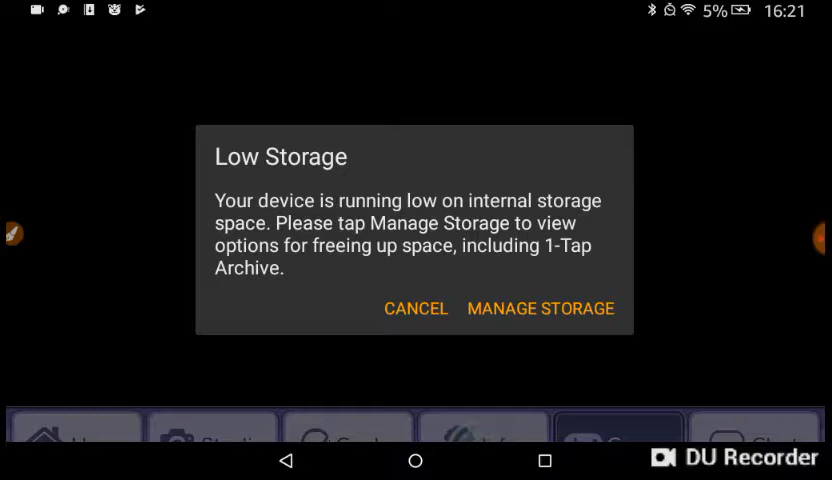 5% 16:21
Low Storage
Your device is running low on internal storage
space. Please tap Manage Storage to view
options for freeing up space, including 1-Tap
Archive.
CANCEL MANAGE STORAGE
DU Recorder